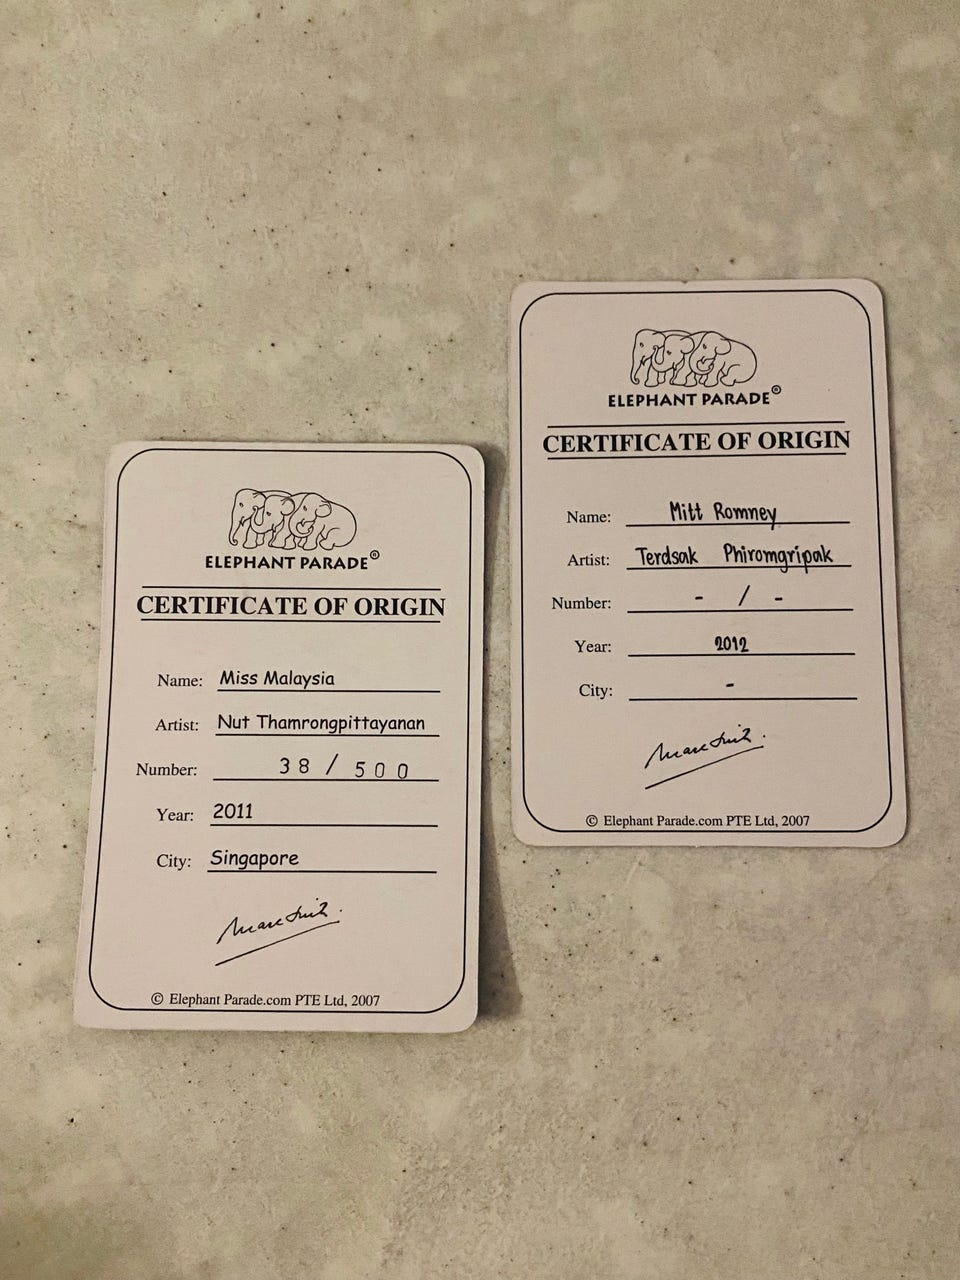 ELEPHANT PARADE®
CERTIFICATE OF ORIGIN
Name: Miss Malaysia
Artist: Nut Thamrongpittayanan
Number: 38 / 500
Year: 2011
City: Singapore
© Elephant Parade.com PTE Ltd, 2007
ELEPHANT PARADE®
CERTIFICATE OF ORIGIN
Name: Mitt Romney
Artist: Terdsak Phiromgripak
Number: - / -
Year: 2012
City: -
© Elephant Parade.com PTE Ltd, 2007